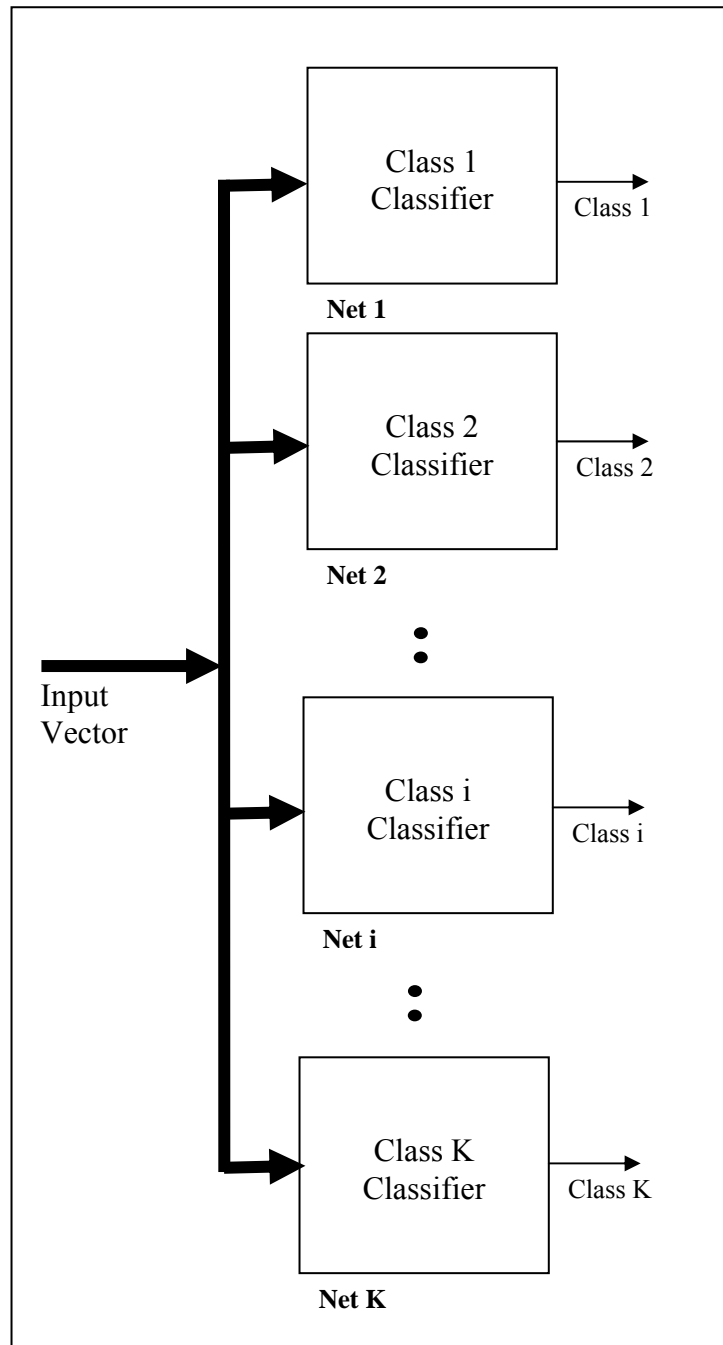 Class 1
Classifier
Class 1
Net 1
Class 2
Classifier
Class 2
Net 2
Input
Vector
Class i
Classifier
Class i
Net i
Class K
Classifier
Class K
Net K